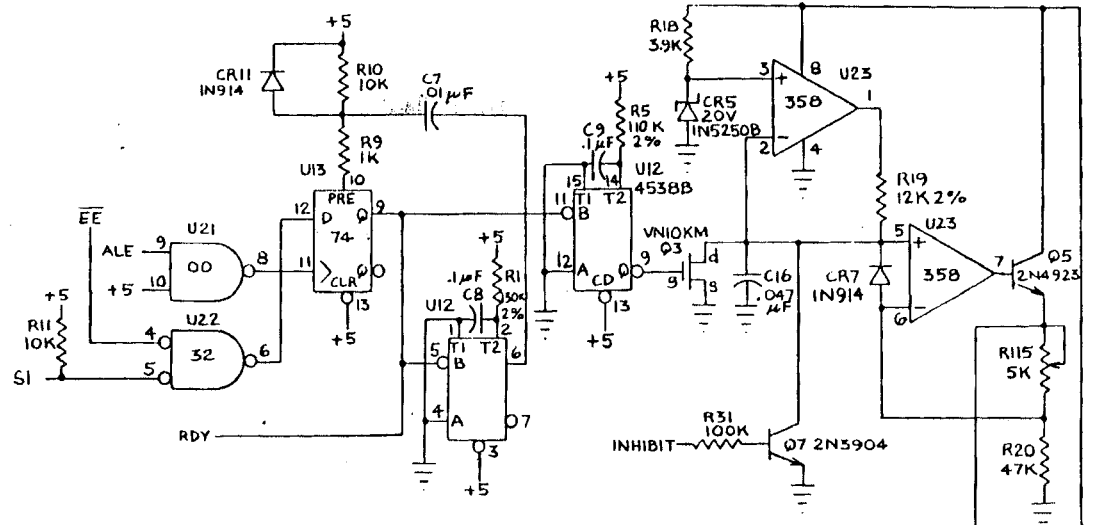 +5
CR11
1N914
R10
10K
C7
.01 µF
R9
1K
U13
10
PRE
12
D
Q
9
74
11
CLR
Q
13
+5
EE
ALE
9
10
+5
U21
00
8
+5
R11
10K
U22
4
5
32
6
S1
RDY
+5
.1µF
R1
130K
2%
U12
C8
1
2
T1
T2
5
B
6
4
A
7
3
+5
+5
R5
110K
2%
C9
.1µF
U12
4538B
15
14
T1
T2
11
B
12
A
Q
9
CD
13
+5
R18
3.9K
CR5
20V
1N5250B
3
+
8
U23
358
1
-
2
4
R19
12K 2%
VN10KM
Q3
d
g
s
C16
.047
µF
CR7
1N914
U23
5
+
358
7
-
6
Q5
2N4923
R115
5K
R20
47K
INHIBIT
R31
100K
Q7 2N3904